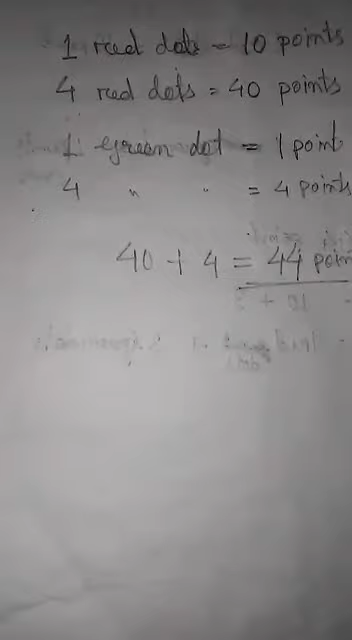 1 red dots = 10 points
4 red dots = 40 points
1 green dot = 1 point
4 " " = 4 points
40 + 4 = 44 poin